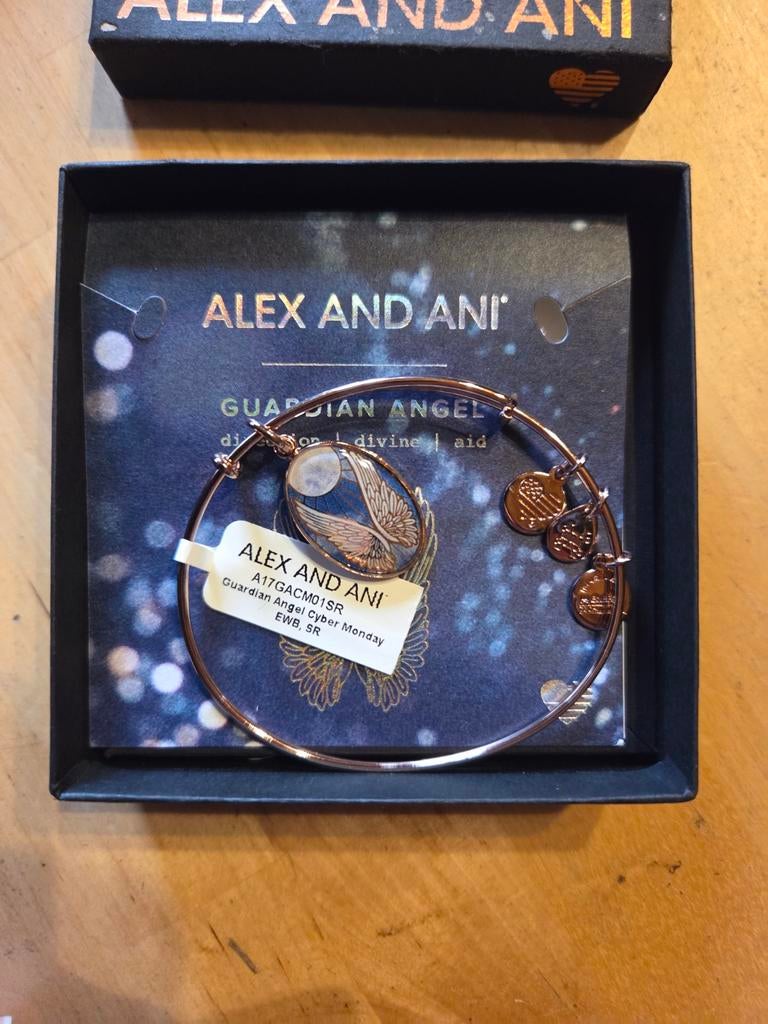 ALEX AND ANI
ALEX AND ANI
GUARDIAN ANGEL
direction | divine | aid
ALEX AND ANI
A17GACM01SR
Guardian Angel Cyber Monday
EWB, SR